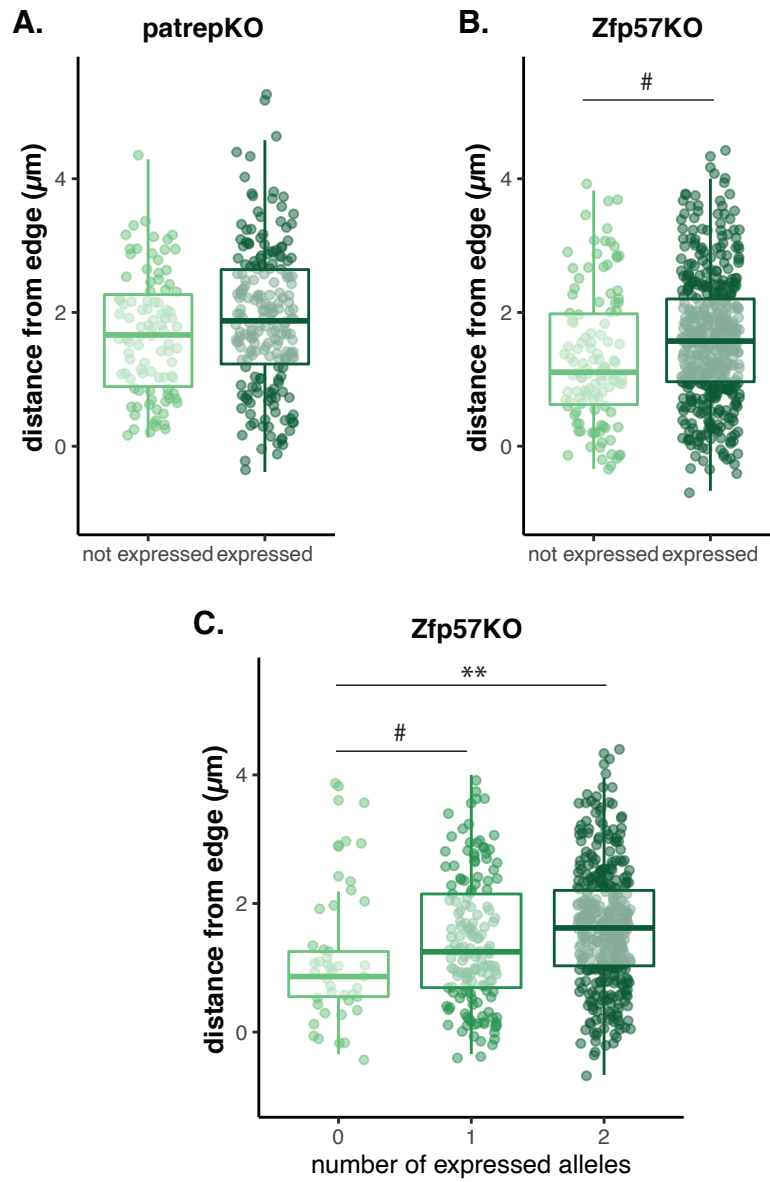 A.
patrepKO
distance from edge (µm)
4
2
0
not expressed expressed
B.
Zfp57KO
#
distance from edge (µm)
4
2
0
not expressed expressed
C.
Zfp57KO
**
#
distance from edge (µm)
4
2
0
0 1 2
number of expressed alleles